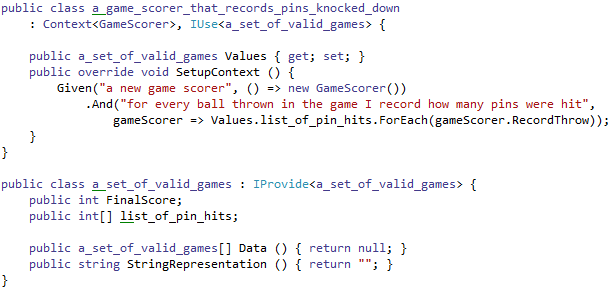 public class a_game_scorer_that_records_pins_knocked_down
    : Context<GameScorer>, IUse<a_set_of_valid_games> {

    public a_set_of_valid_games Values { get; set; }
    public override void SetupContext () {
        Given("a new game scorer", () => new GameScorer())
            .And("for every ball thrown in the game I record how many pins were hit",
                gameScorer => Values.list_of_pin_hits.ForEach(gameScorer.RecordThrow));
    }
}

public class a_set_of_valid_games : IProvide<a_set_of_valid_games> {
    public int FinalScore;
    public int[] list_of_pin_hits;

    public a_set_of_valid_games[] Data () { return null; }
    public string StringRepresentation () { return ""; }
}